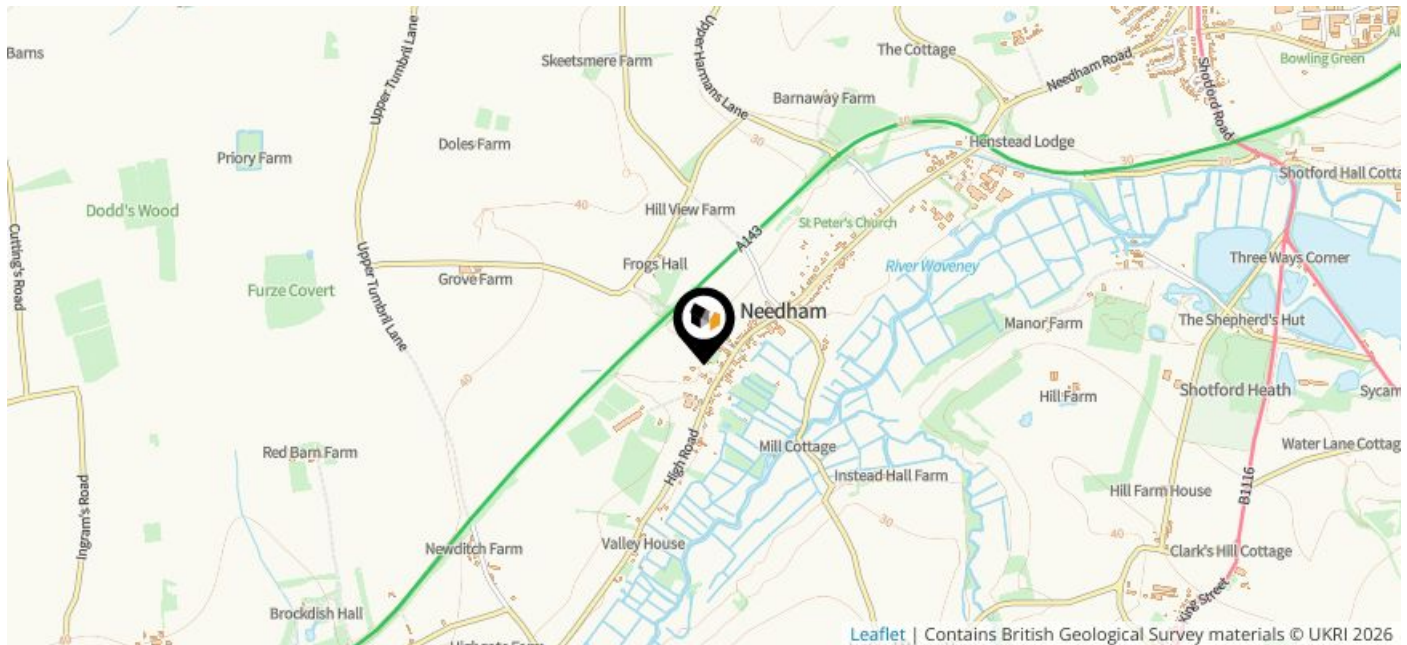 Barns
Upper Turnbril Lane
Skeetsmere Farm
Upper Harmans Lane
The Cottage
Needham Road
Shotford Road
Bowling Green
Barnaway Farm
30
30
Priory Farm
Doles Farm
Henstead Lodge
30
Shotford Hall Cotta
Dodd's Wood
40
Hill View Farm
St Peter's Church
A143
Cutting's Road
Upper Tumbril Lane
Frogs Hall
River Waveney
Three Ways Corner
Furze Covert
Grove Farm
Needham
Manor Farm
The Shepherd's Hut
40
Hill Farm
Shotford Heath
Sycam
Red Barn Farm
High Road
Mill Cottage
Water Lane Cottag
Instead Hall Farm
B1116
Hill Farm House
Ingram's Road
30
40
Newditch Farm
Valley House
Clark's Hill Cottage
King Street
Brockdish Hall
Leaflet | Contains British Geological Survey materials © UKRI 2026